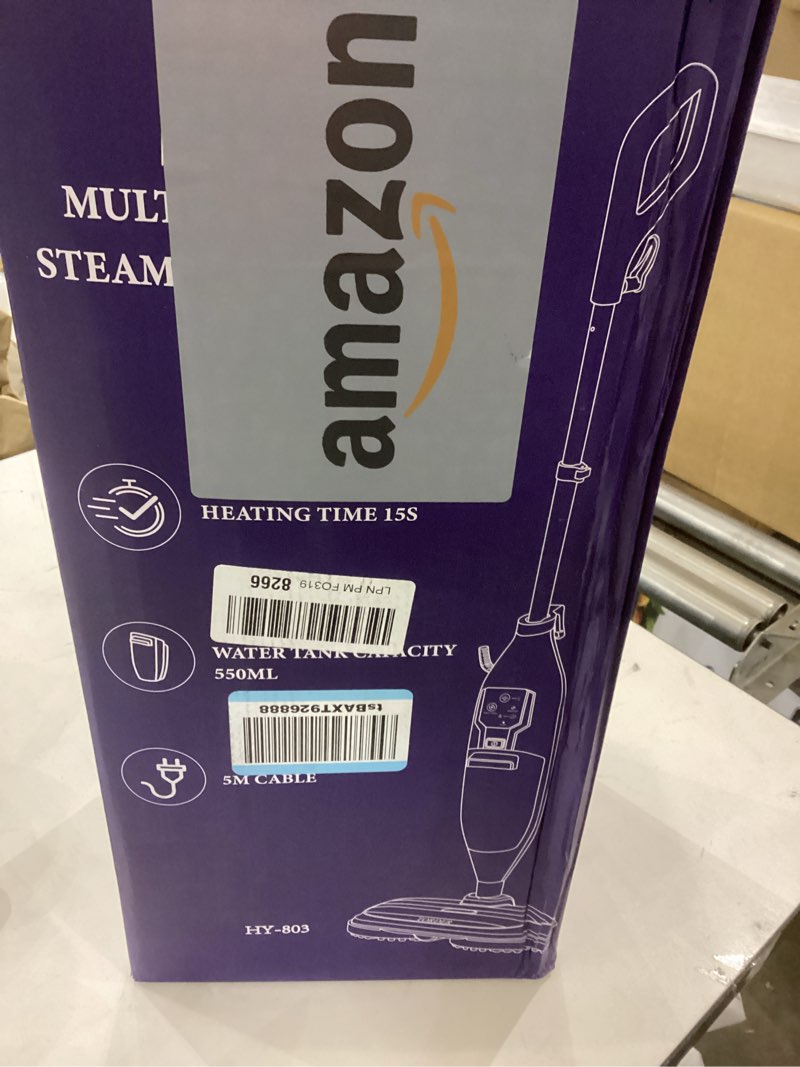 amazon
MULT
STEAM
HEATING TIME 15S
LPN PM FO319 8266
WATER TANK CAPACITY
550ML
tsBAXT926888
5M CABLE
HY-803